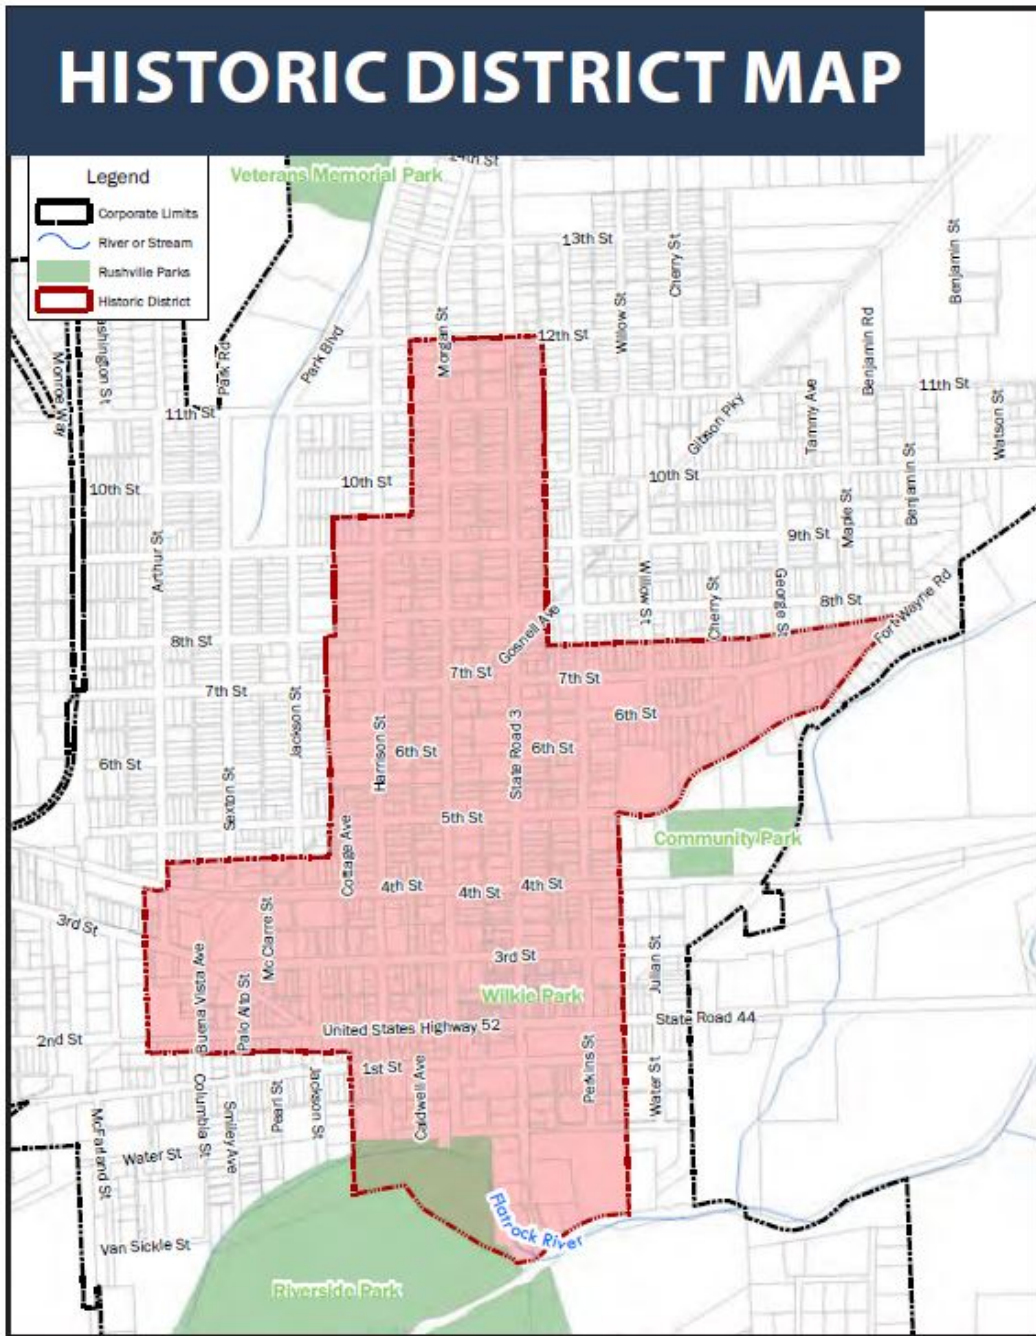 HISTORIC DISTRICT MAP
Legend
Corporate Limits
River or Stream
Rushville Parks
Historic District
Veterans Memorial Park
13th St
Cherry St
Benjamin St
Morgan St
12th St
Willow St
Park Blvd
Park Rd
Monroe Way
Benjamin Rd
11th St
11th St
Tammy Ave
Gibson Pky
Watson St
10th St
10th St
10th St
Maple St
Benjamin St
9th St
Arthur St
Willow St
Cherry St
George St
8th St
Fort Wayne Rd
Gosnell Ave
8th St
7th St
7th St
7th St
Jackson St
State Road 3
6th St
Harrison St
6th St
6th St
6th St
Sexton St
5th St
Cottage Ave
Community Park
4th St
4th St
4th St
Mc Clarre St
3rd St
3rd St
Julian St
Buena Vista Ave
Palo Alto St
Wilkie Park
United States Highway 52
State Road 44
2nd St
1st St
Caldwell Ave
Perkins St
Water St
Columbia St
Smiley Ave
Pearl St
Jackson St
McFarland St
Water St
Flatrock River
Van Sickle St
Riverside Park